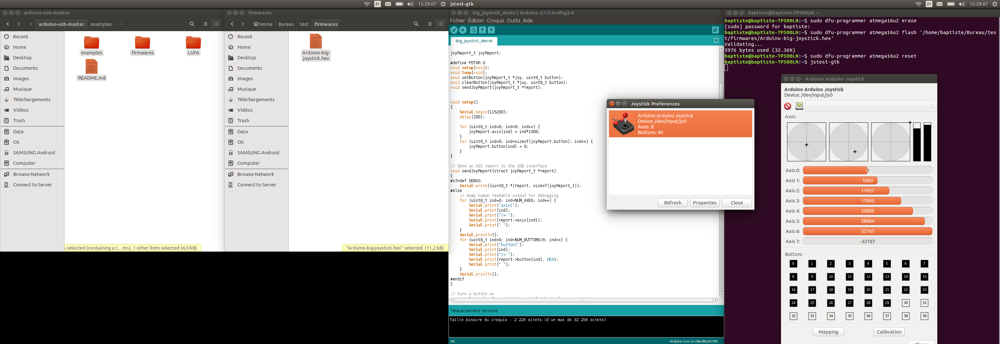 Fr
15:29:07
jstest-gtk
Fr
15:29:07
arduino-usb-master
arduino-usb-master
examples
Recent
Home
Desktop
Documents
Images
Musique
Téléchargements
Vidéos
Trash
Data
OS
SAMSUNG Android
Computer
Browse Network
Connect to Server
examples
firmwares
LUFA
README.md
selected (containing a t...ms), 1 other item selected (4,0 kB)
firmwares
Home
Bureau
test
firmwares
Recent
Home
Desktop
Documents
Images
Musique
Téléchargements
Vidéos
Trash
Data
OS
SAMSUNG Android
Computer
Browse Network
Connect to Server
Arduino-big-
joystick.hex
"Arduino-big-joystick.hex" selected (11,2 kB)
big_joystick_demo | Arduino 2:1.0.5+dfsg2-4
Fichier Édition Croquis Outils Aide
big_joystick_demo
joyReport_t joyReport;
#define POTAR 0
void setup(void);
void loop(void);
void setButton(joyReport_t *joy, uint8_t button);
void clearButton(joyReport_t *joy, uint8_t button);
void sendJoyReport(joyReport_t *report);
void setup()
{
Serial.begin(115200);
delay(200);
for (uint8_t ind=0; ind<8; ind++) {
joyReport.axis[ind] = ind*1000;
}
for (uint8_t ind=0; ind<sizeof(joyReport.button); ind++) {
joyReport.button[ind] = 0;
}
}
// Send an HID report to the USB interface
void sendJoyReport(struct joyReport_t *report)
{
#ifndef DEBUG
Serial.write((uint8_t *)report, sizeof(joyReport_t));
#else
// dump human readable output for debugging
for (uint8_t ind=0; ind<NUM_AXES; ind++) {
Serial.print("axis[");
Serial.print(ind);
Serial.print("]= ");
Serial.print(report->axis[ind]);
Serial.print(" ");
}
Serial.println();
for (uint8_t ind=0; ind<NUM_BUTTONS/8; ind++) {
Serial.print("button[");
Serial.print(ind);
Serial.print("]= ");
Serial.print(report->button[ind], HEX);
Serial.print(" ");
}
Serial.println();
#endif
}
// turn a button on
Téléversement terminé
Taille binaire du croquis : 2 224 octets (d'un max de 32 256 octets)
40
Arduino Uno on /dev/ttyACM0
Joystick Preferences
Arduino Arduino Joystick
Device: /dev/input/js0
Axes: 8
Buttons: 40
Refresh
Properties
Close
baptiste@baptiste-TP500LN: ~
baptiste@baptiste-TP500LN:~$ sudo dfu-programmer atmega16u2 erase
[sudo] password for baptiste:
baptiste@baptiste-TP500LN:~$ sudo dfu-programmer atmega16u2 flash '/home/baptiste/Bureau/tes
t/firmwares/Arduino-big-joystick.hex'
Validating...
3976 bytes used (32.36%)
baptiste@baptiste-TP500LN:~$ sudo dfu-programmer atmega16u2 reset
baptiste@baptiste-TP500LN:~$ jstest-gtk
Arduino Arduino Joystick
Arduino Arduino Joystick
Device: /dev/input/js0
Axes
Axis 0: 0
Axis 1: 5063
Axis 2: 11057
Axis 3: 17045
Axis 4: 23005
Axis 5: 28964
Axis 6: 32767
Axis 7: -32767
Buttons
0 1 2 3 4 5 6 7
8 9 10 11 12 13 14 15
16 17 18 19 20 21 22 23
24 25 26 27 28 29 30 31
32 33 34 35 36 37 38 39
Mapping
Calibration
Close